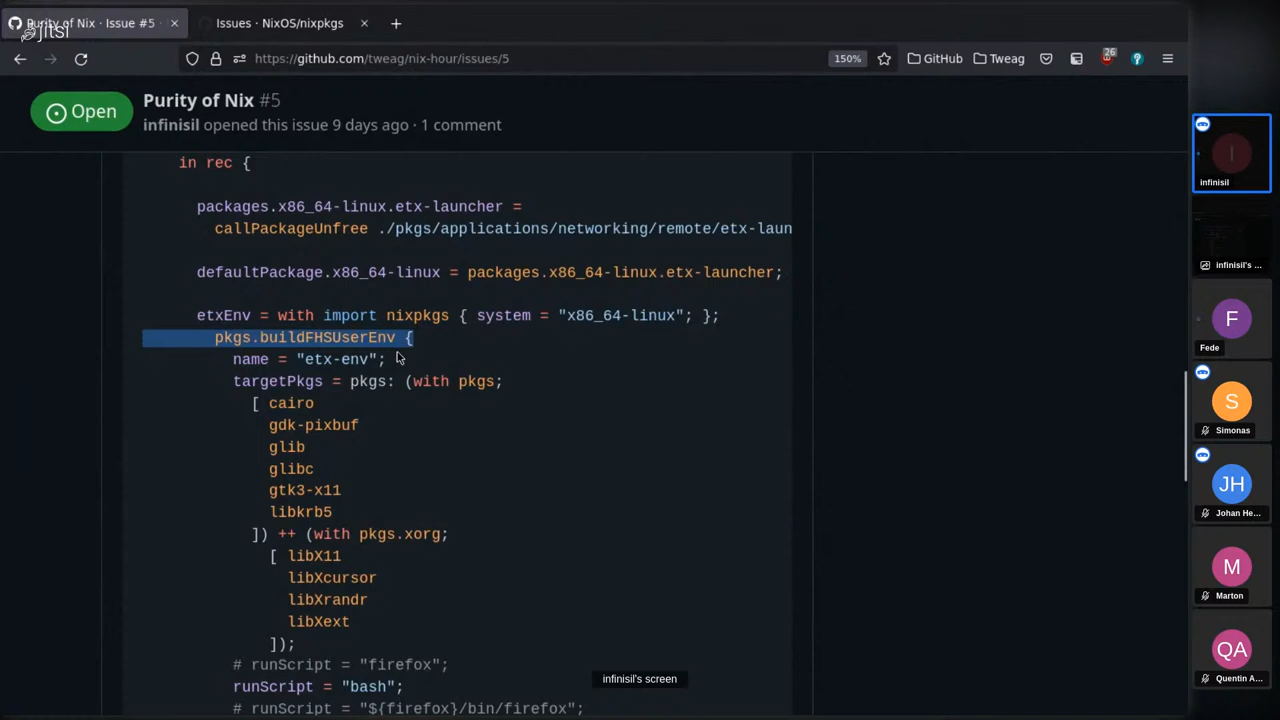 Purity of Nix · Issue #5 ·
Issues · NixOS/nixpkgs
jitsi
https://github.com/tweag/nix-hour/issues/5
150%
GitHub
Tweag
26
Open
Purity of Nix #5
infinisil opened this issue 9 days ago · 1 comment
in rec {
packages.x86_64-linux.etx-launcher =
callPackageUnfree ./pkgs/applications/networking/remote/etx-laun
defaultPackage.x86_64-linux = packages.x86_64-linux.etx-launcher;
etxEnv = with import nixpkgs { system = "x86_64-linux"; };
pkgs.buildFHSUserEnv {
name = "etx-env";
targetPkgs = pkgs: (with pkgs;
[ cairo
gdk-pixbuf
glib
glibc
gtk3-x11
libkrb5
]) ++ (with pkgs.xorg;
[ libX11
libXcursor
libXrandr
libXext
]);
# runScript = "firefox";
runScript = "bash";
# runScript = "${firefox}/bin/firefox";
infinisil's screen
I
infinisil
infinisil's ...
F
Fede
S
Simonas
JH
Johan He...
M
Marton
QA
Quentin A...